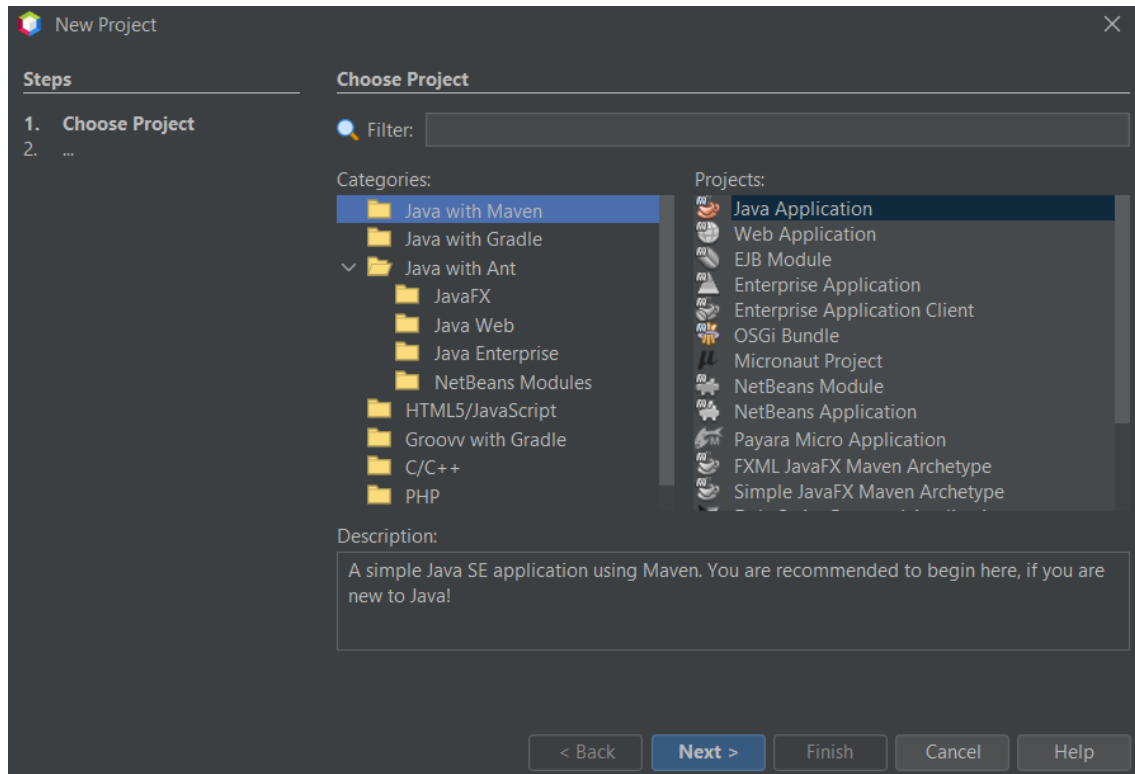 New Project
Steps
1. Choose Project
2. ...
Choose Project
Filter:
Categories:
Java with Maven
Java with Gradle
Java with Ant
JavaFX
Java Web
Java Enterprise
NetBeans Modules
HTML5/JavaScript
Groovy with Gradle
C/C++
PHP
Projects:
Java Application
Web Application
EJB Module
Enterprise Application
Enterprise Application Client
OSGi Bundle
Micronaut Project
NetBeans Module
NetBeans Application
Payara Micro Application
FXML JavaFX Maven Archetype
Simple JavaFX Maven Archetype
Description:
A simple Java SE application using Maven. You are recommended to begin here, if you are
new to Java!
< Back
Next >
Finish
Cancel
Help